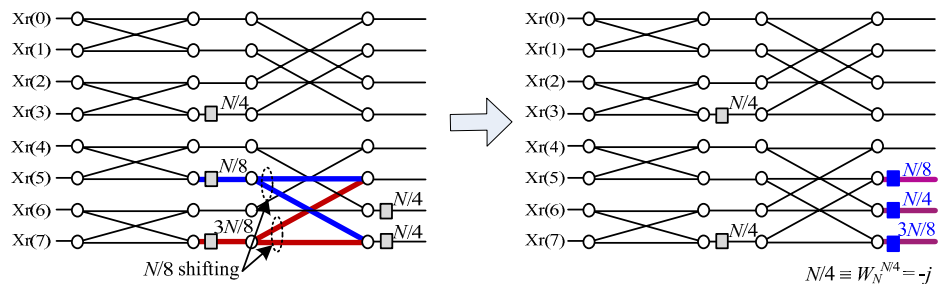 Xr(0)
Xr(1)
Xr(2)
Xr(3)
N/4
Xr(4)
Xr(5)
N/8
Xr(6)
N/4
Xr(7)
3N/8
N/4
N/8 shifting
Xr(0)
Xr(1)
Xr(2)
Xr(3)
N/4
Xr(4)
Xr(5)
N/8
Xr(6)
N/4
Xr(7)
N/4
3N/8
N/4 ≡ W_N^{N/4} = -j